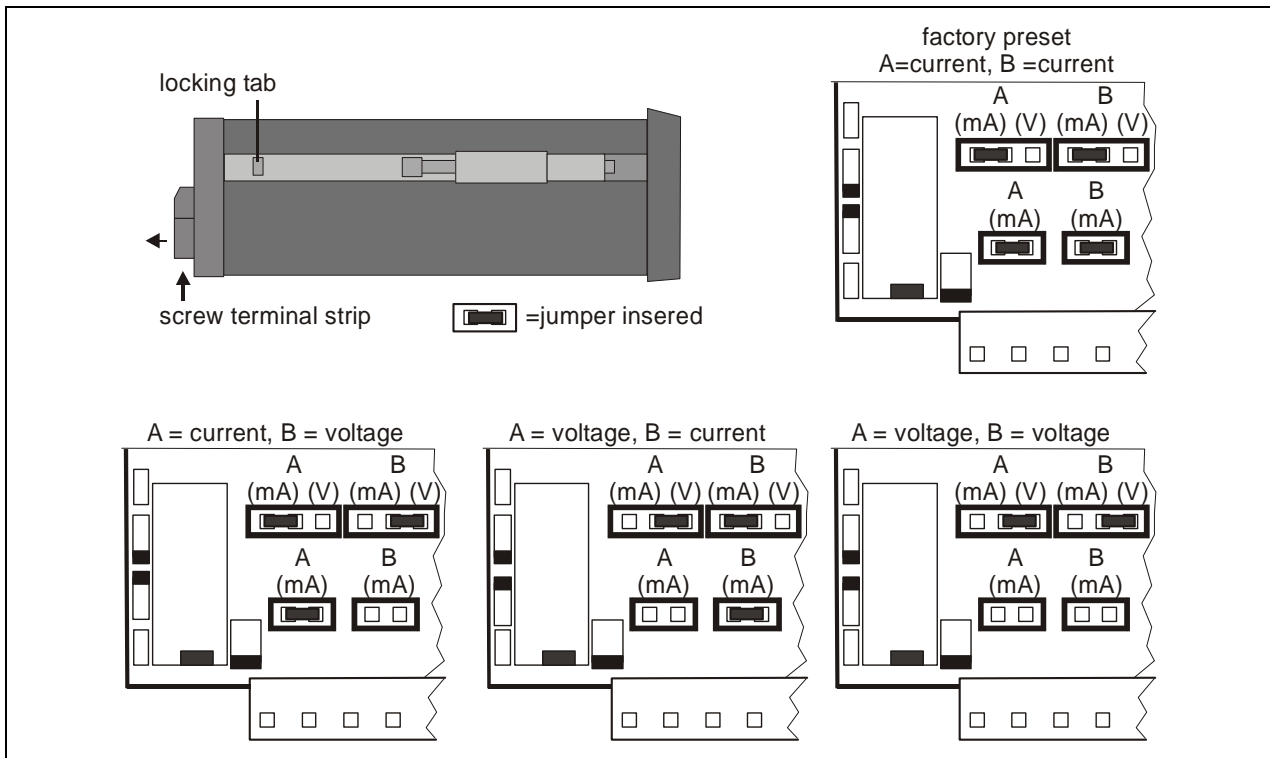 factory preset
A=current, B =current
locking tab
A B
(mA) (V) (mA) (V)
A B
(mA) (mA)
screw terminal strip
=jumper insered
A = current, B = voltage
A B
(mA) (V) (mA) (V)
A B
(mA) (mA)
A = voltage, B = current
A B
(mA) (V) (mA) (V)
A B
(mA) (mA)
A = voltage, B = voltage
A B
(mA) (V) (mA) (V)
A B
(mA) (mA)